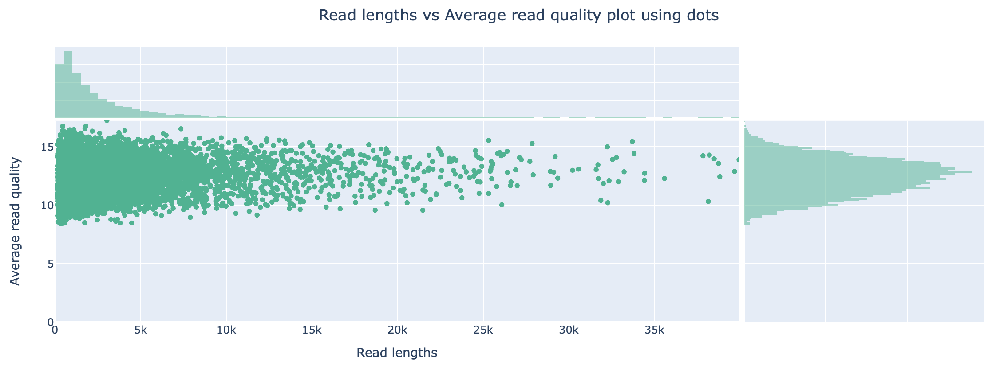 Read lengths vs Average read quality plot using dots
Average read quality
15
10
5
0
0 5k 10k 15k 20k 25k 30k 35k
Read lengths